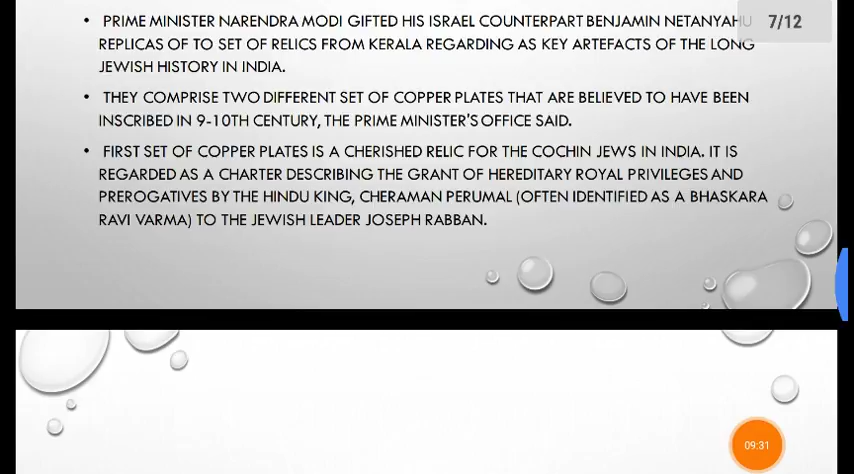 • PRIME MINISTER NARENDRA MODI GIFTED HIS ISRAEL COUNTERPART BENJAMIN NETANYAHU
7/12
REPLICAS OF TO SET OF RELICS FROM KERALA REGARDING AS KEY ARTEFACTS OF THE LONG
JEWISH HISTORY IN INDIA.
• THEY COMPRISE TWO DIFFERENT SET OF COPPER PLATES THAT ARE BELIEVED TO HAVE BEEN
INSCRIBED IN 9-10TH CENTURY, THE PRIME MINISTER'S OFFICE SAID.
• FIRST SET OF COPPER PLATES IS A CHERISHED RELIC FOR THE COCHIN JEWS IN INDIA. IT IS
REGARDED AS A CHARTER DESCRIBING THE GRANT OF HEREDITARY ROYAL PRIVILEGES AND
PREROGATIVES BY THE HINDU KING, CHERAMAN PERUMAL (OFTEN IDENTIFIED AS A BHASKARA
RAVI VARMA) TO THE JEWISH LEADER JOSEPH RABBAN.
09:31